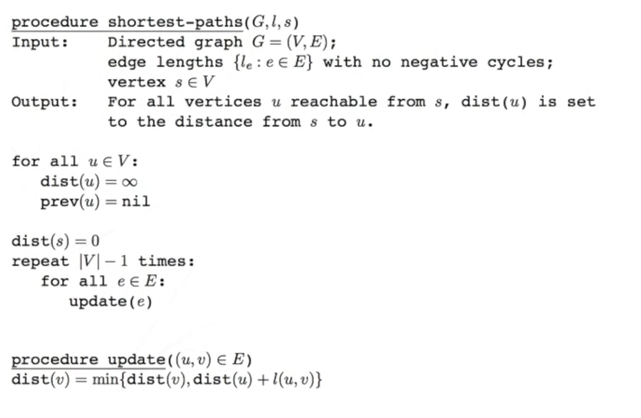 procedure shortest-paths(G, l, s)
Input: Directed graph G = (V, E);
edge lengths {lₑ : e ∈ E} with no negative cycles;
vertex s ∈ V
Output: For all vertices u reachable from s, dist(u) is set
to the distance from s to u.
for all u ∈ V:
dist(u) = ∞
prev(u) = nil
dist(s) = 0
repeat |V| − 1 times:
for all e ∈ E:
update(e)
procedure update((u, v) ∈ E)
dist(v) = min{dist(v), dist(u) + l(u, v)}